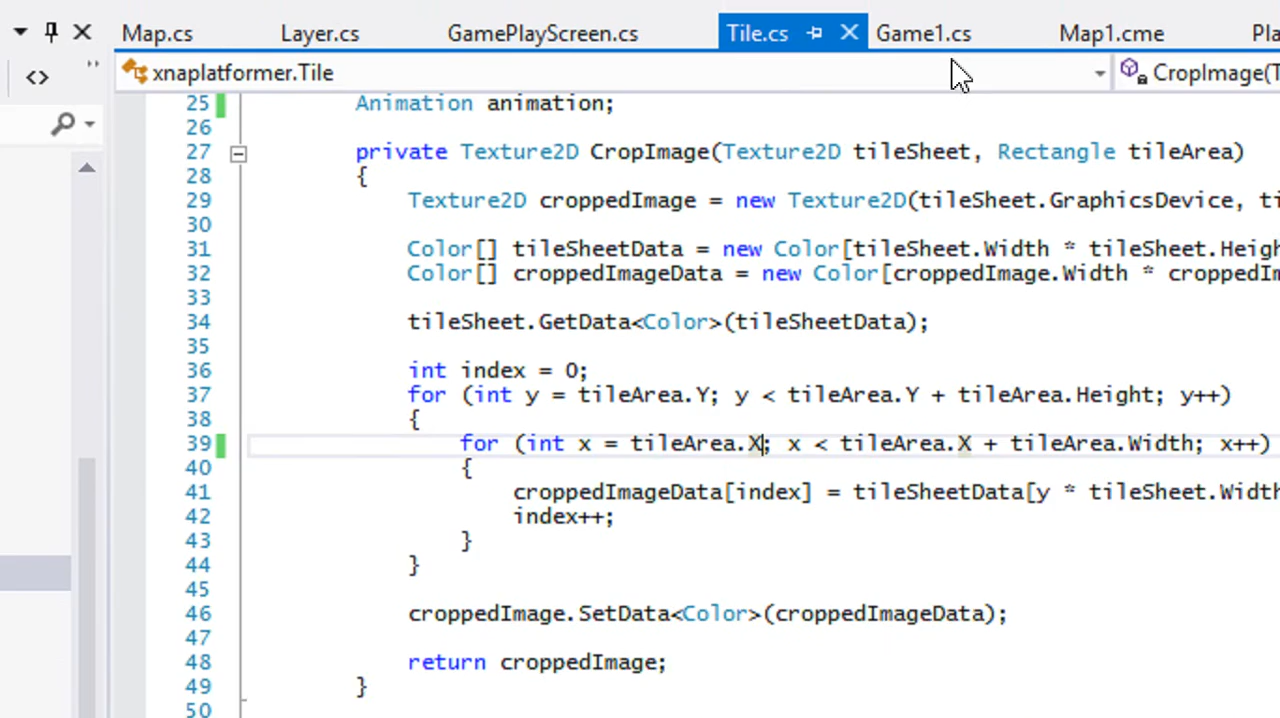 Map.cs Layer.cs GamePlayScreen.cs Tile.cs Game1.cs Map1.cme Pla
xnaplatformer.Tile CropImage(T
25 Animation animation;
26
27 private Texture2D CropImage(Texture2D tileSheet, Rectangle tileArea)
28 {
29 Texture2D croppedImage = new Texture2D(tileSheet.GraphicsDevice, ti
30
31 Color[] tileSheetData = new Color[tileSheet.Width * tileSheet.Heigh
32 Color[] croppedImageData = new Color[croppedImage.Width * croppedIm
33
34 tileSheet.GetData<Color>(tileSheetData);
35
36 int index = 0;
37 for (int y = tileArea.Y; y < tileArea.Y + tileArea.Height; y++)
38 {
39 for (int x = tileArea.X; x < tileArea.X + tileArea.Width; x++)
40 {
41 croppedImageData[index] = tileSheetData[y * tileSheet.Width
42 index++;
43 }
44 }
45
46 croppedImage.SetData<Color>(croppedImageData);
47
48 return croppedImage;
49 }
50